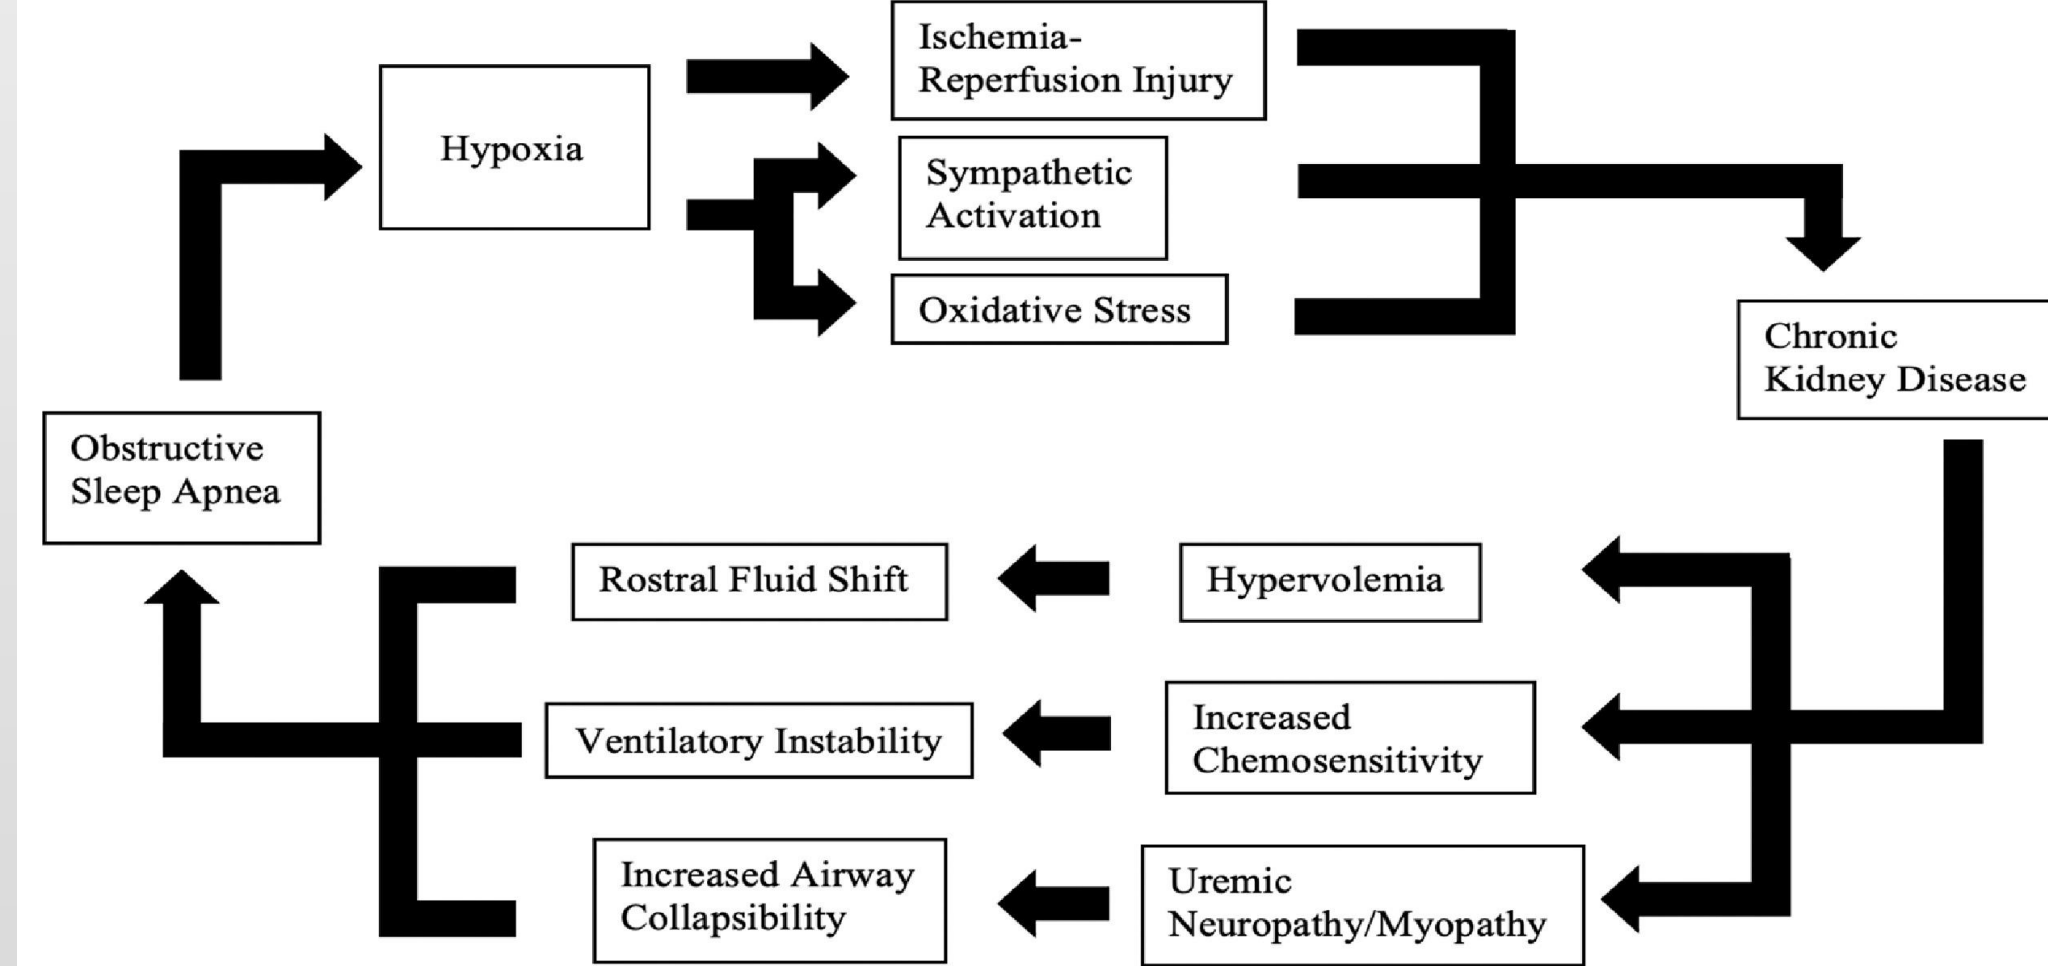 Ischemia-
Reperfusion Injury
Hypoxia
Sympathetic
Activation
Oxidative Stress
Chronic
Kidney Disease
Obstructive
Sleep Apnea
Rostral Fluid Shift
Hypervolemia
Ventilatory Instability
Increased
Chemosensitivity
Increased Airway
Collapsibility
Uremic
Neuropathy/Myopathy